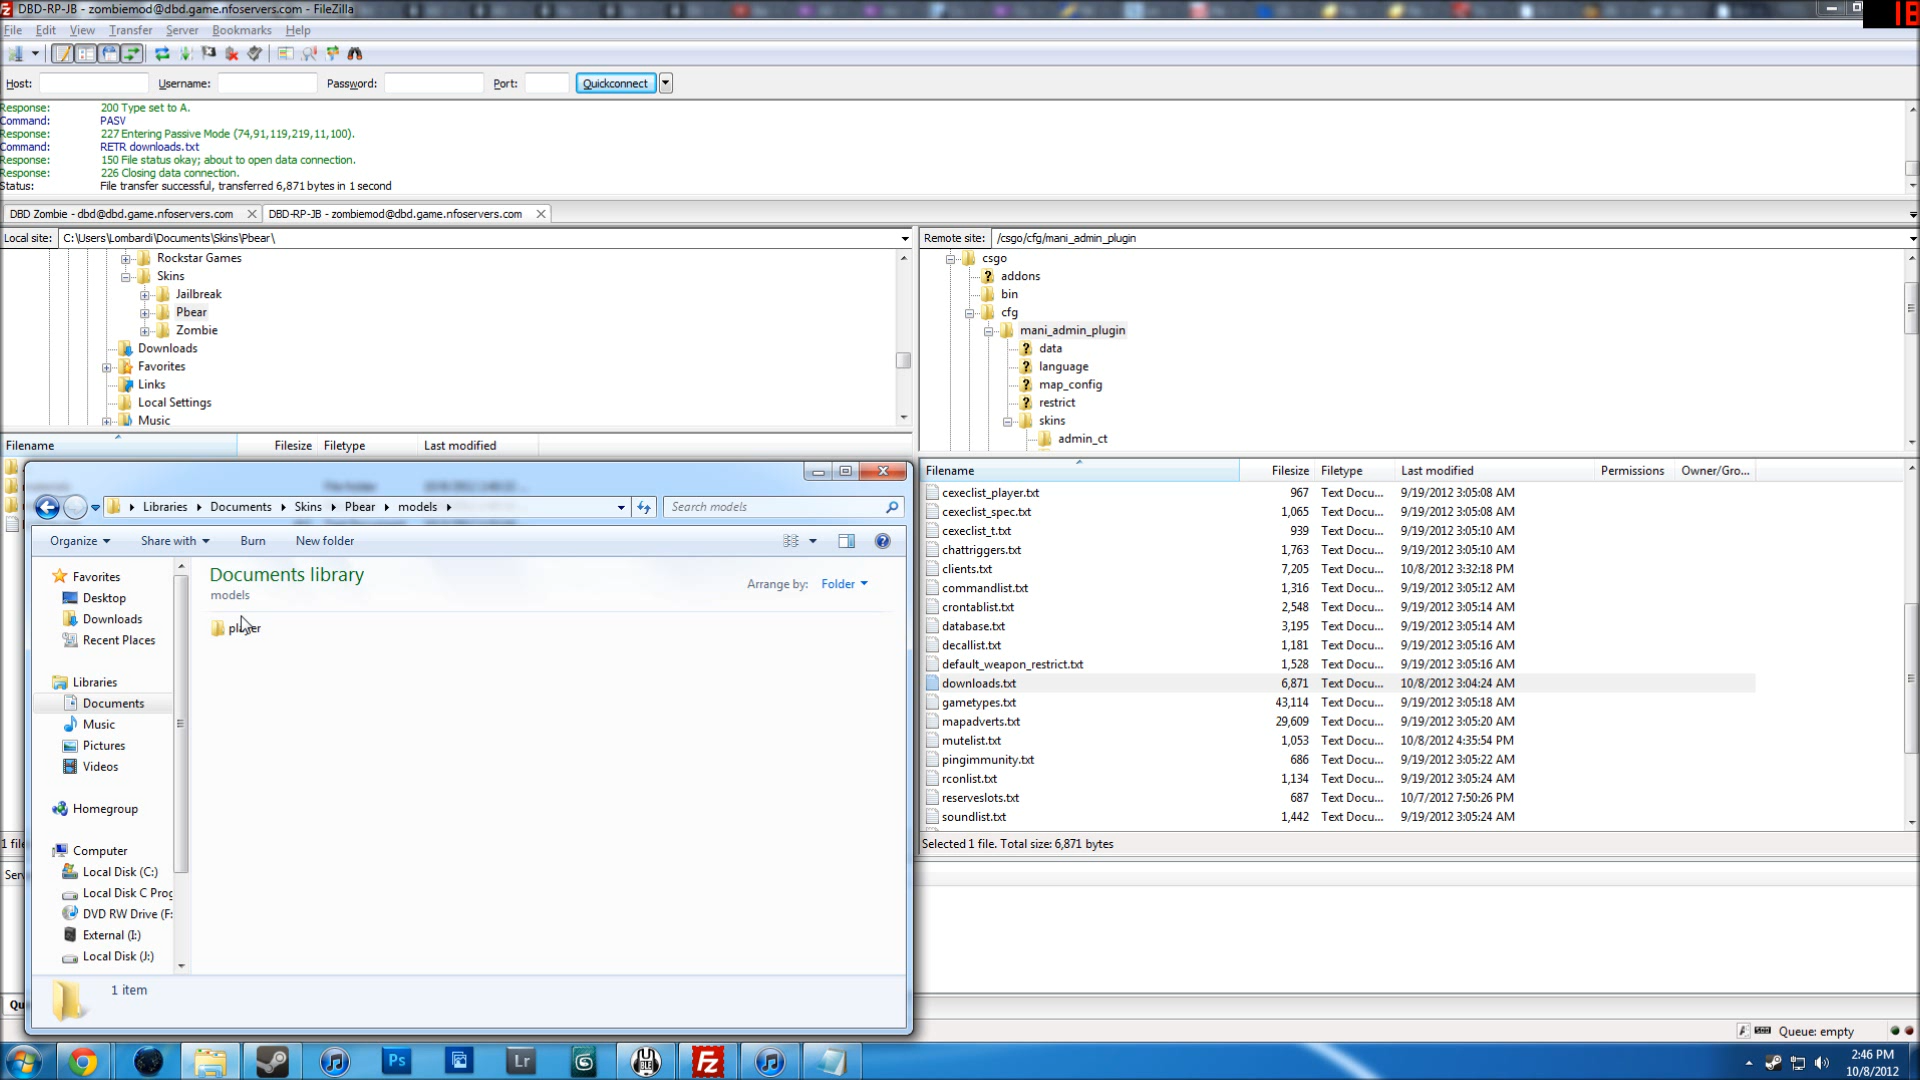 DBD-RP-JB - zombiemod@dbd.game.nfoservers.com - FileZilla
18
File Edit View Transfer Server Bookmarks Help
Host: Username: Password: Port: Quickconnect
Response: 200 Type set to A.
Command: PASV
Response: 227 Entering Passive Mode (74,91,119,219,11,100).
Command: RETR downloads.txt
Response: 150 File status okay; about to open data connection.
Response: 226 Closing data connection.
Status: File transfer successful, transferred 6,871 bytes in 1 second
DBD Zombie - dbd@dbd.game.nfoservers.com DBD-RP-JB - zombiemod@dbd.game.nfoservers.com
Local site: C:\Users\Lombardi\Documents\Skins\Pbear\
Rockstar Games
Skins
Jailbreak
Pbear
Zombie
Downloads
Favorites
Links
Local Settings
Music
Filename Filesize Filetype Last modified
Remote site: /csgo/cfg/mani_admin_plugin
csgo
addons
bin
cfg
mani_admin_plugin
data
language
map_config
restrict
skins
admin_ct
Filename Filesize Filetype Last modified Permissions Owner/Gro...
cexeclist_player.txt 967 Text Docu... 9/19/2012 3:05:08 AM
cexeclist_spec.txt 1,065 Text Docu... 9/19/2012 3:05:08 AM
cexeclist_t.txt 939 Text Docu... 9/19/2012 3:05:10 AM
chattriggers.txt 1,763 Text Docu... 9/19/2012 3:05:10 AM
clients.txt 7,205 Text Docu... 10/8/2012 3:32:18 PM
commandlist.txt 1,316 Text Docu... 9/19/2012 3:05:12 AM
crontablist.txt 2,548 Text Docu... 9/19/2012 3:05:14 AM
database.txt 3,195 Text Docu... 9/19/2012 3:05:14 AM
decallist.txt 1,181 Text Docu... 9/19/2012 3:05:16 AM
default_weapon_restrict.txt 1,528 Text Docu... 9/19/2012 3:05:16 AM
downloads.txt 6,871 Text Docu... 10/8/2012 3:04:24 AM
gametypes.txt 43,114 Text Docu... 9/19/2012 3:05:18 AM
mapadverts.txt 29,609 Text Docu... 9/19/2012 3:05:20 AM
mutelist.txt 1,053 Text Docu... 10/8/2012 4:35:54 PM
pingimmunity.txt 686 Text Docu... 9/19/2012 3:05:22 AM
rconlist.txt 1,134 Text Docu... 9/19/2012 3:05:24 AM
reserveslots.txt 687 Text Docu... 10/7/2012 7:50:26 PM
soundlist.txt 1,442 Text Docu... 9/19/2012 3:05:24 AM
Selected 1 file. Total size: 6,871 bytes
1 file
Ser
Qu
Libraries Documents Skins Pbear models
Search models
Organize Share with Burn New folder
Favorites
Desktop
Downloads
Recent Places
Libraries
Documents
Music
Pictures
Videos
Homegroup
Computer
Local Disk (C:)
Local Disk C Prog
DVD RW Drive (F:
External (I:)
Local Disk (J:)
Documents library
models
Arrange by: Folder
player
1 item
Queue: empty
Ps
Lr
Fz
2:46 PM
10/8/2012